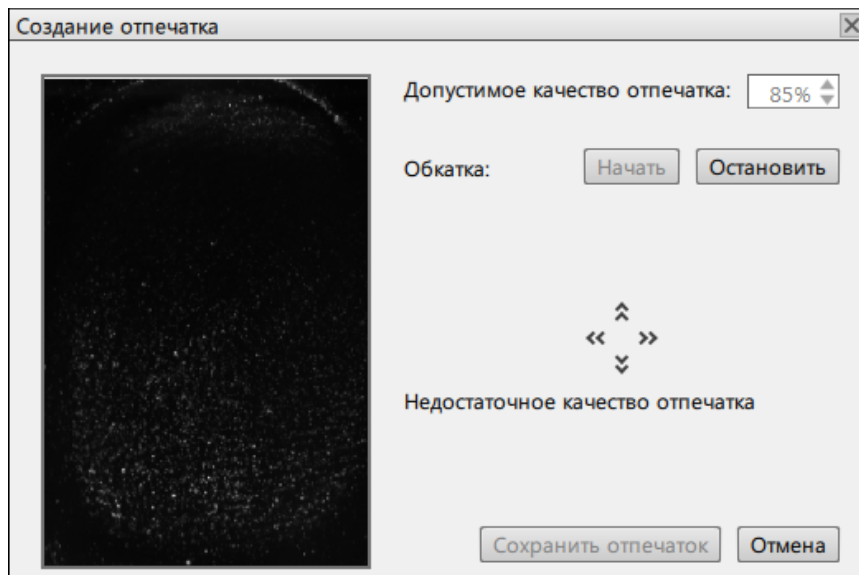 Создание отпечатка
Допустимое качество отпечатка: 85%
Обкатка: Начать Остановить
Недостаточное качество отпечатка
Сохранить отпечаток Отмена